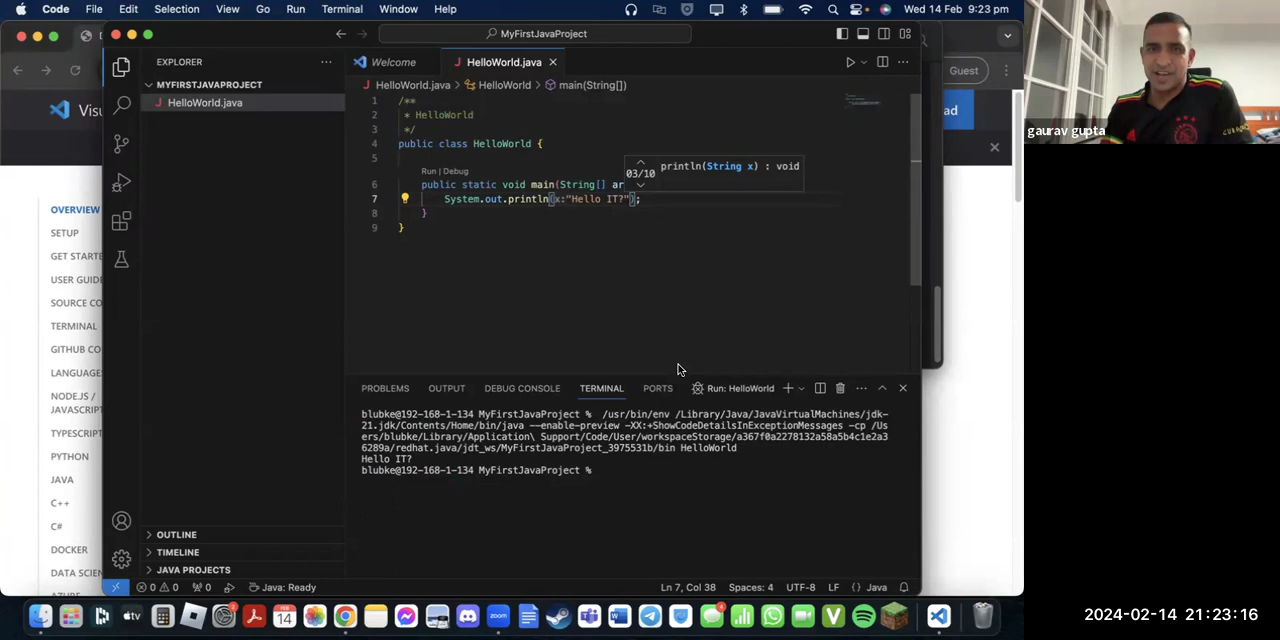 Code File Edit Selection View Go Run Terminal Window Help Wed 14 Feb 9:23 pm
MyFirstJavaProject
Guest
Visu
ad
EXPLORER
Welcome
HelloWorld.java
MYFIRSTJAVAPROJECT
HelloWorld.java
HelloWorld.java > HelloWorld > main(String[])
1 /**
2 * HelloWorld
3 */
4 public class HelloWorld {
5
Run | Debug
6 public static void main(String[] ar
7 System.out.println(x:"Hello IT?");
8 }
9 }
03/10
println(String x) : void
OVERVIEW
SETUP
GET STARTE
USER GUIDE
SOURCE CO
TERMINAL
GITHUB CO
LANGUAGES
NODE.JS /
JAVASCRIPT
TYPESCRIPT
PYTHON
JAVA
C++
C#
DOCKER
DATA SCIEN
PROBLEMS OUTPUT DEBUG CONSOLE TERMINAL PORTS Run: HelloWorld
blubke@192-168-1-134 MyFirstJavaProject % /usr/bin/env /Library/Java/JavaVirtualMachines/jdk-
21.jdk/Contents/Home/bin/java --enable-preview -XX:+ShowCodeDetailsInExceptionMessages -cp /Us
ers/blubke/Library/Application\ Support/Code/User/workspaceStorage/a367f0a2278132a58a5b4c1e2a3
6289a/redhat.java/jdt_ws/MyFirstJavaProject_3975531b/bin HelloWorld
Hello IT?
blubke@192-168-1-134 MyFirstJavaProject %
OUTLINE
TIMELINE
JAVA PROJECTS
0 0 0 Java: Ready Ln 7, Col 38 Spaces: 4 UTF-8 LF {} Java
tv
FEB
14
zoom
gaurav gupta
2024-02-14 21:23:16